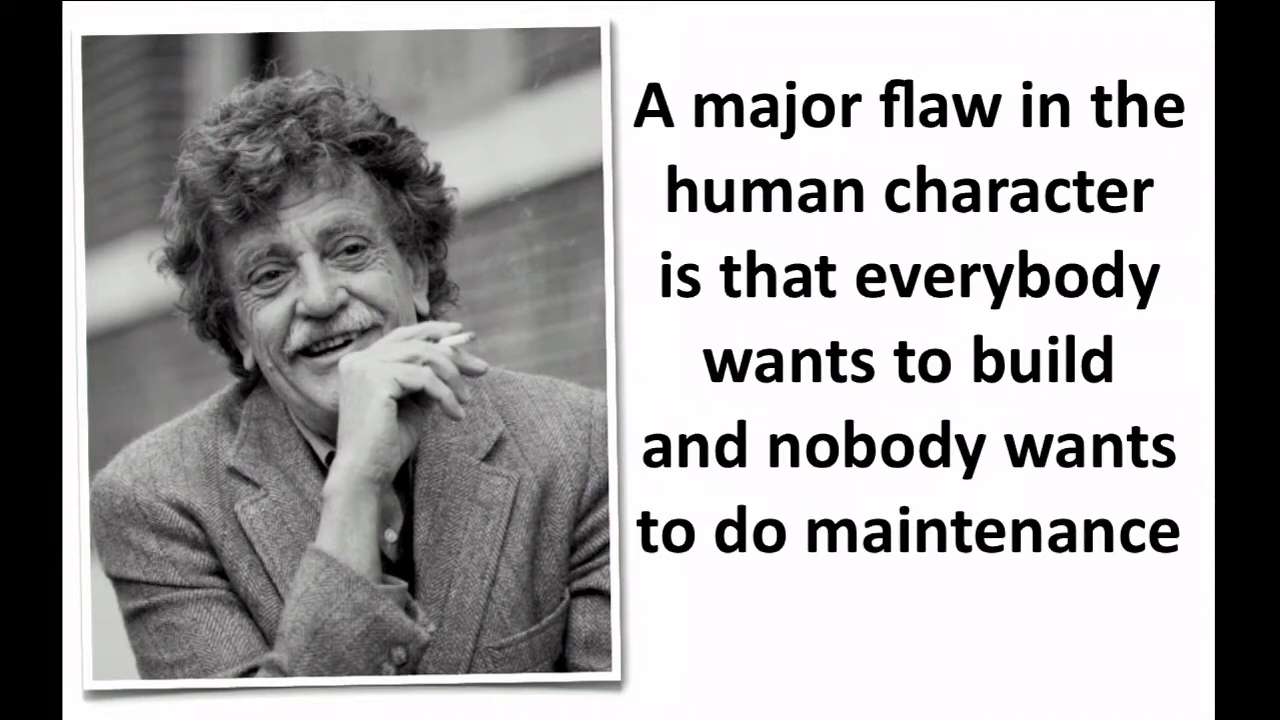 A major flaw in the
human character
is that everybody
wants to build
and nobody wants
to do maintenance